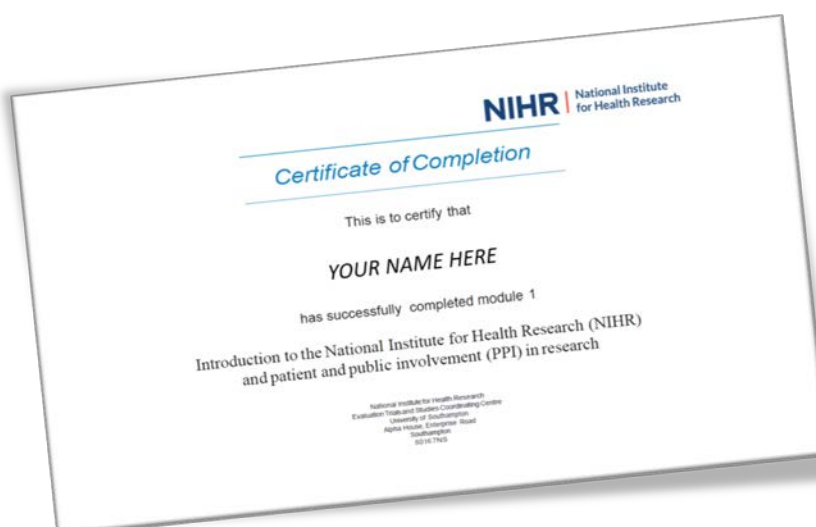 NIHR | National Institute
for Health Research
Certificate of Completion
This is to certify that
YOUR NAME HERE
has successfully completed module 1
Introduction to the National Institute for Health Research (NIHR)
and patient and public involvement (PPI) in research
National Institute for Health Research
Evaluation Trials and Studies Coordinating Centre
University of Southampton
Alpha House, Enterprise Road
Southampton
SO16 7NS